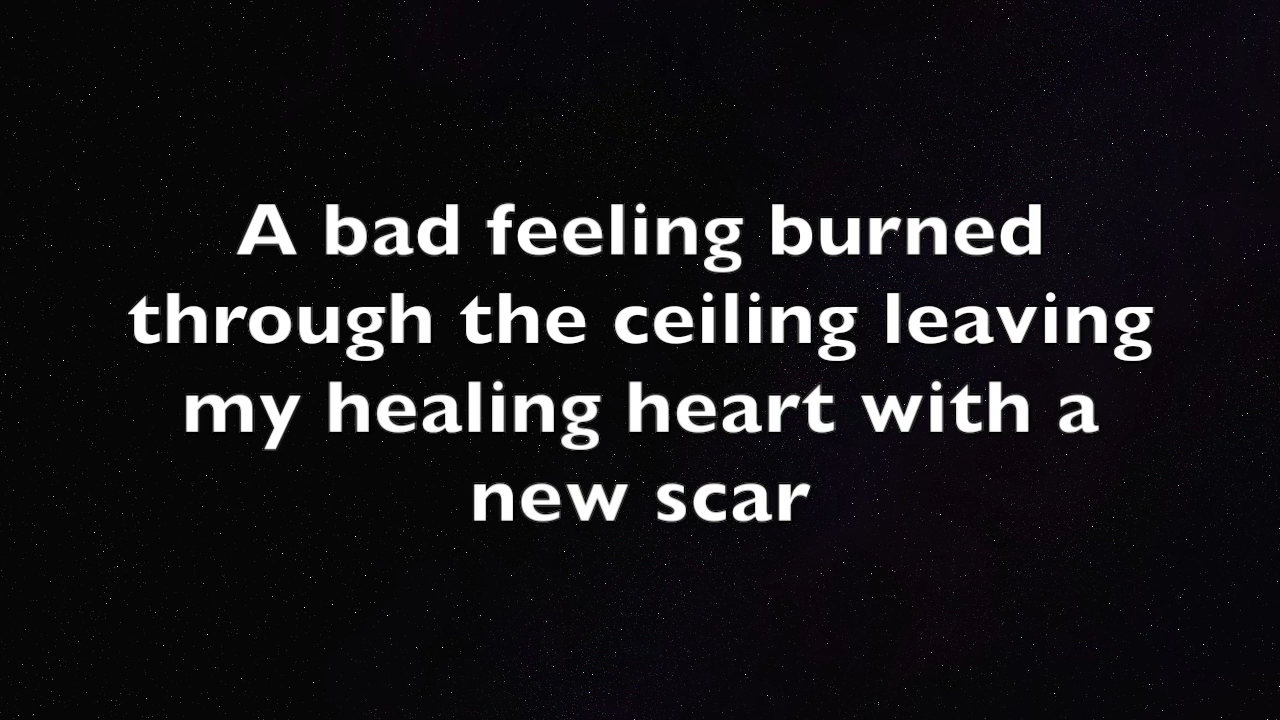 A bad feeling burned
through the ceiling leaving
my healing heart with a
new scar